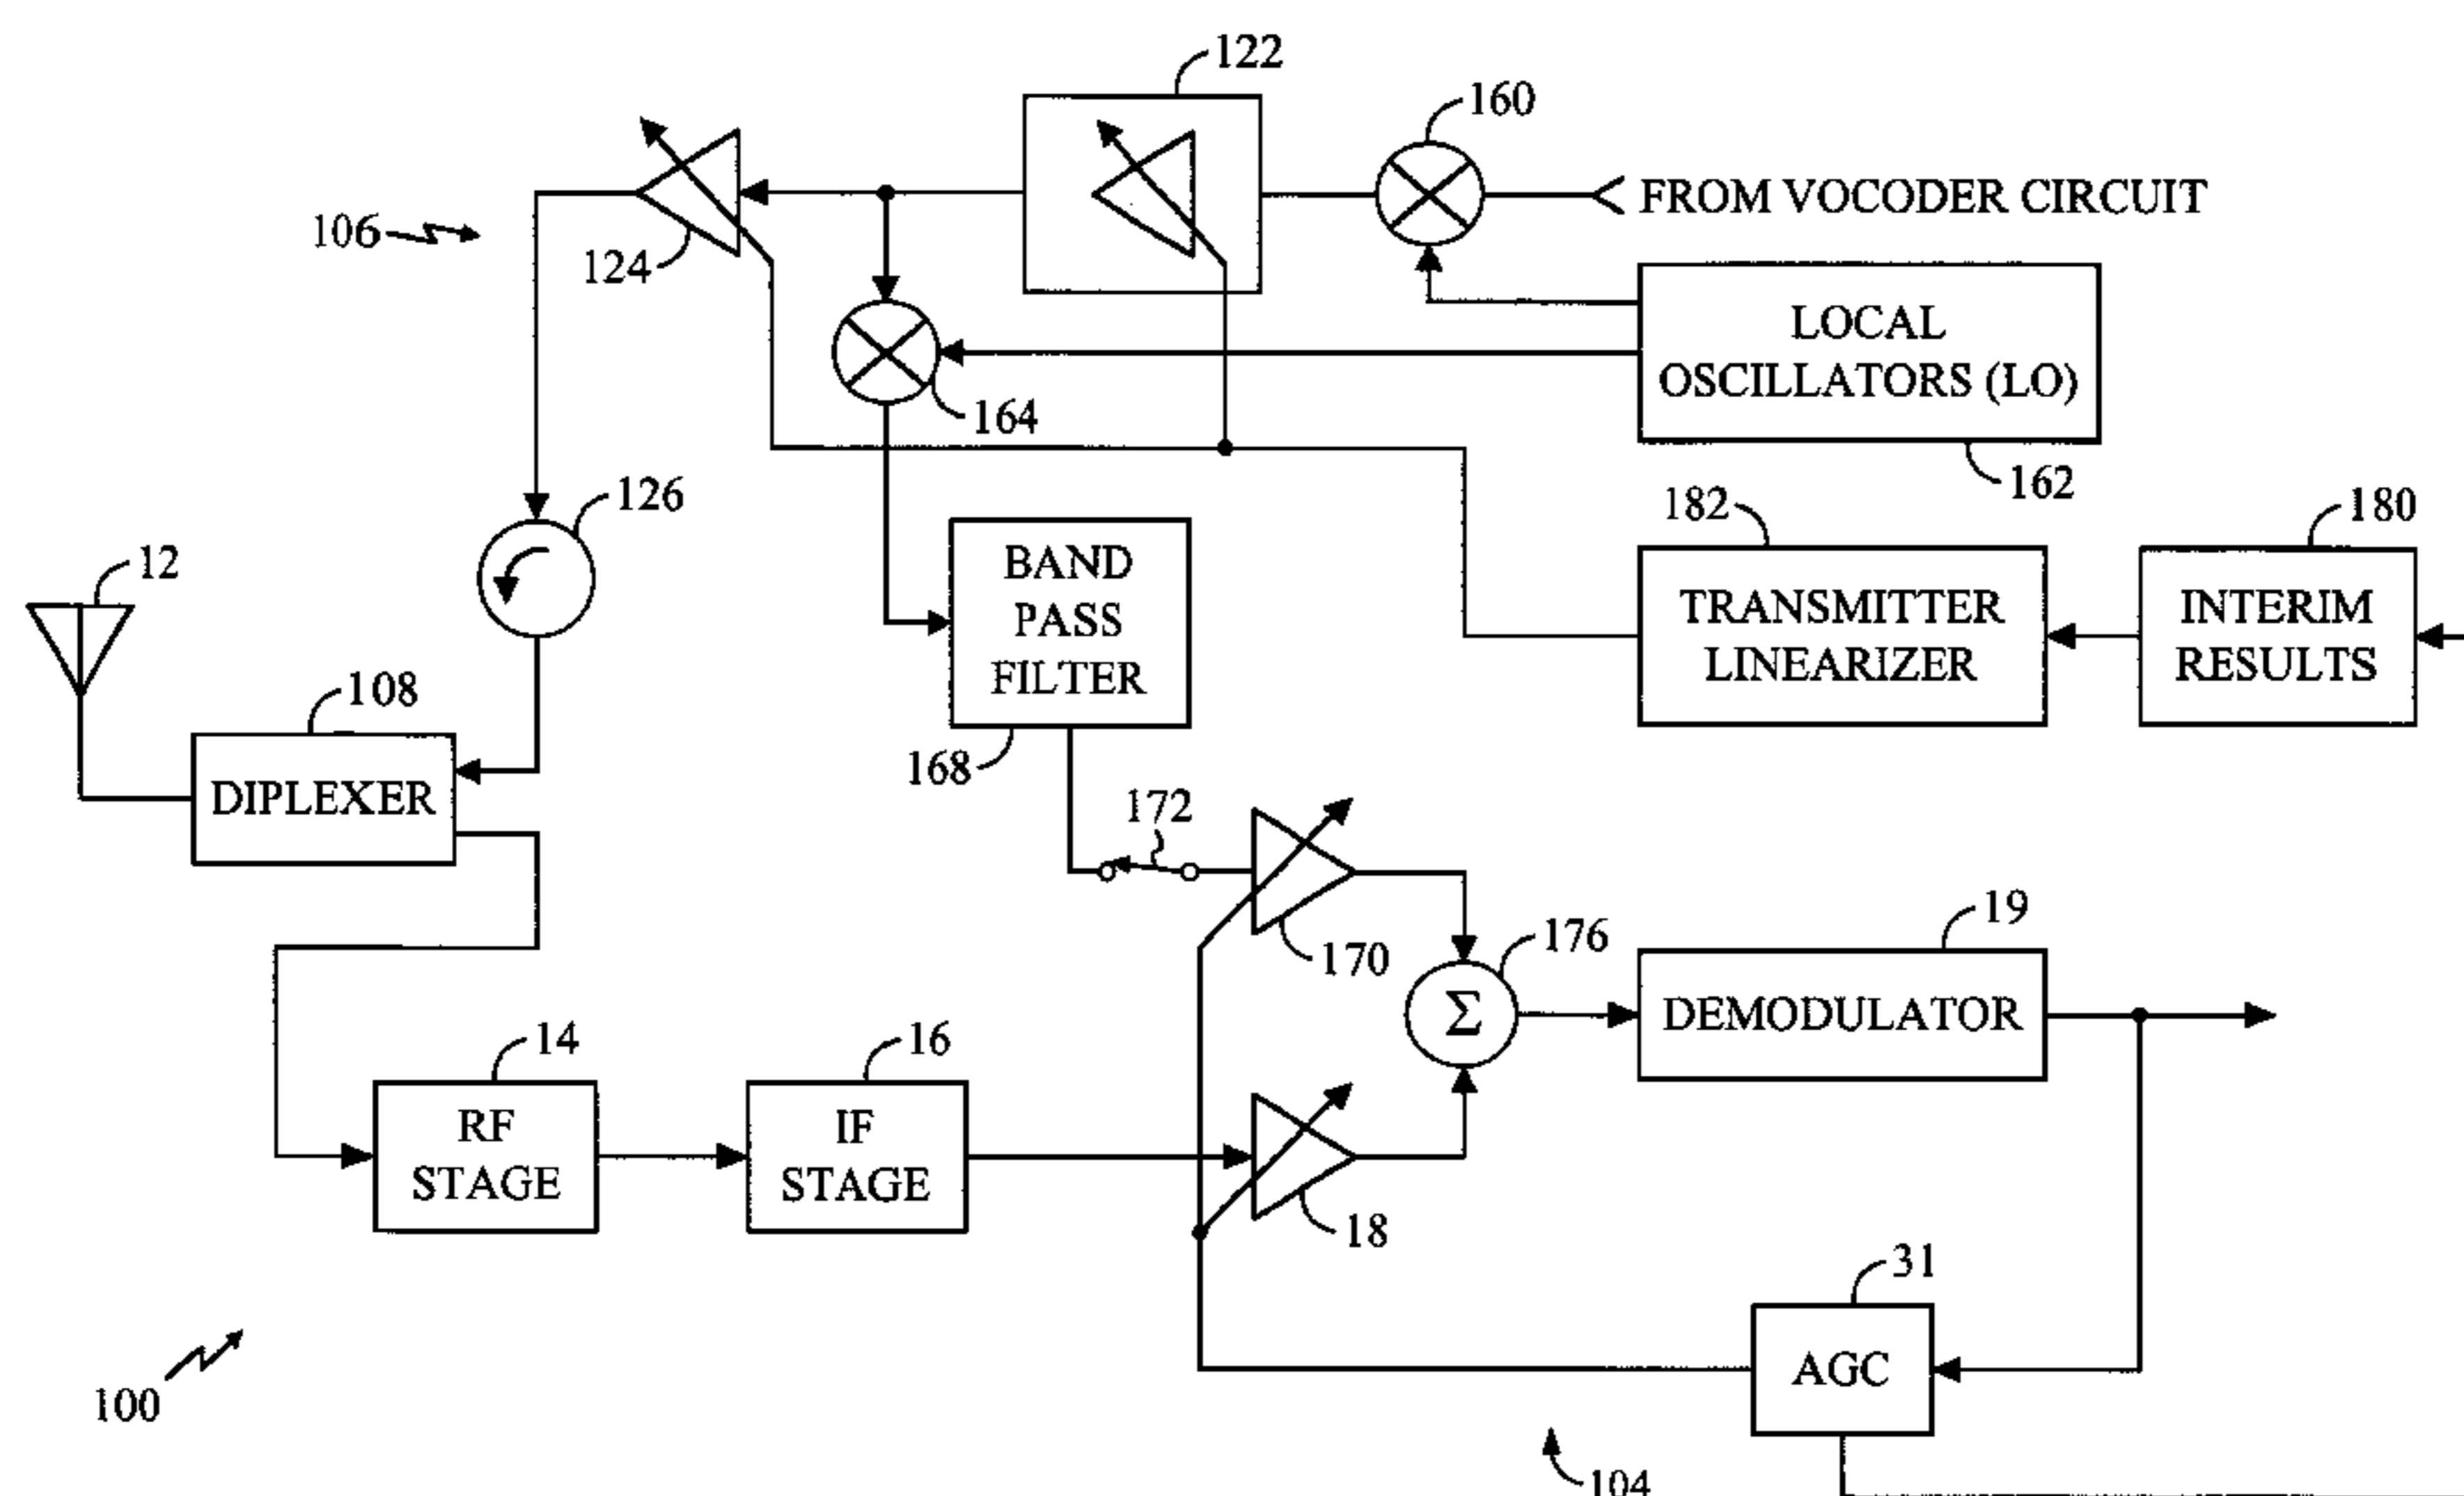 122
160
FROM VOCODER CIRCUIT
106
124
LOCAL
OSCILLATORS (LO)
164
162
126
182
180
12
BAND
PASS
FILTER
TRANSMITTER
LINEARIZER
INTERIM
RESULTS
108
168
DIPLEXER
172
170
176
19
Σ
DEMODULATOR
14
16
RF
STAGE
IF
STAGE
18
31
AGC
100
104